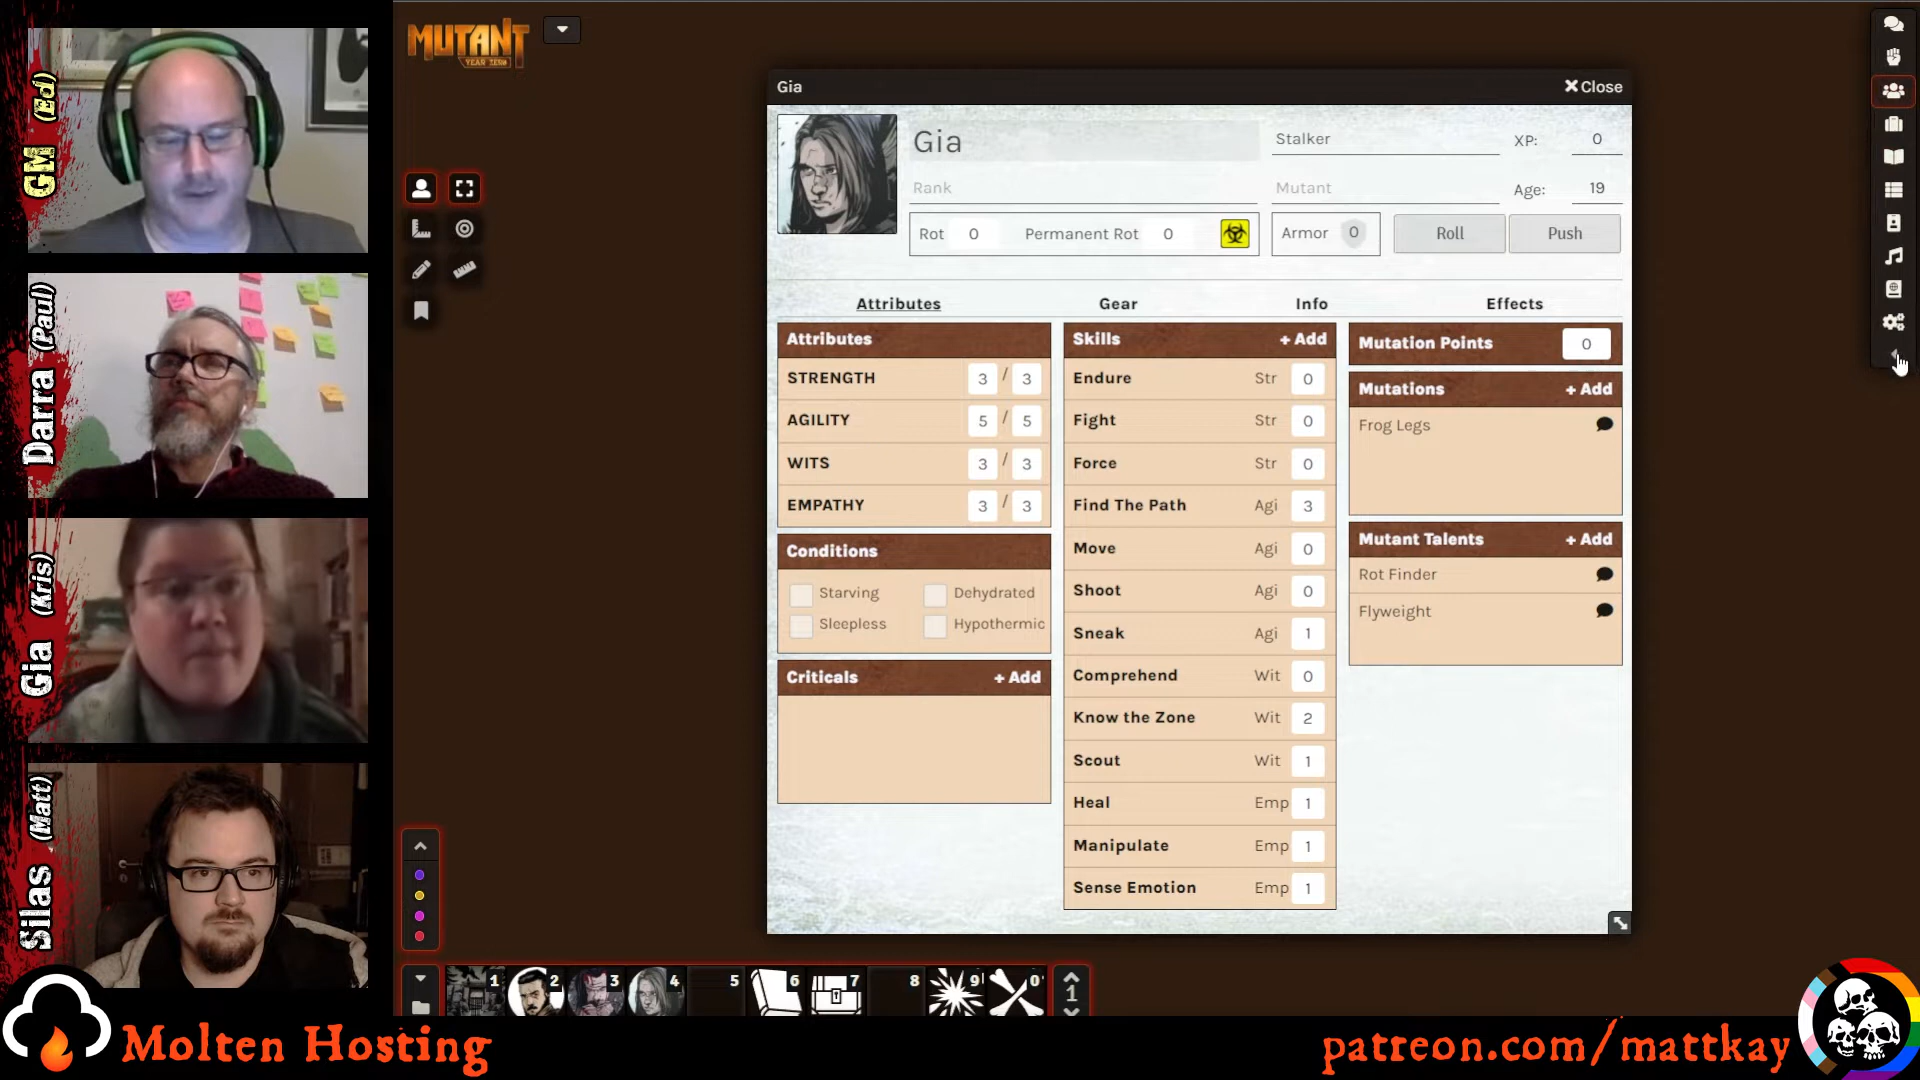 GM (Ed)
Darra (Paul)
Gia (Kris)
Silas (Matt)
MUTANT
YEAR ZERO
Gia
Close
Gia
Stalker
XP: 0
Rank
Mutant
Age: 19
Rot 0
Permanent Rot 0
Armor 0
Roll
Push
Attributes
Gear
Info
Effects
Attributes
STRENGTH 3 / 3
AGILITY 5 / 5
WITS 3 / 3
EMPATHY 3 / 3
Conditions
Starving
Dehydrated
Sleepless
Hypothermic
Criticals + Add
Skills + Add
Endure Str 0
Fight Str 0
Force Str 0
Find The Path Agi 3
Move Agi 0
Shoot Agi 0
Sneak Agi 1
Comprehend Wit 0
Know the Zone Wit 2
Scout Wit 1
Heal Emp 1
Manipulate Emp 1
Sense Emotion Emp 1
Mutation Points 0
Mutations + Add
Frog Legs
Mutant Talents + Add
Rot Finder
Flyweight
1 2 3 4 5 6 7 8 9 0
1
Molten Hosting
patreon.com/mattkay